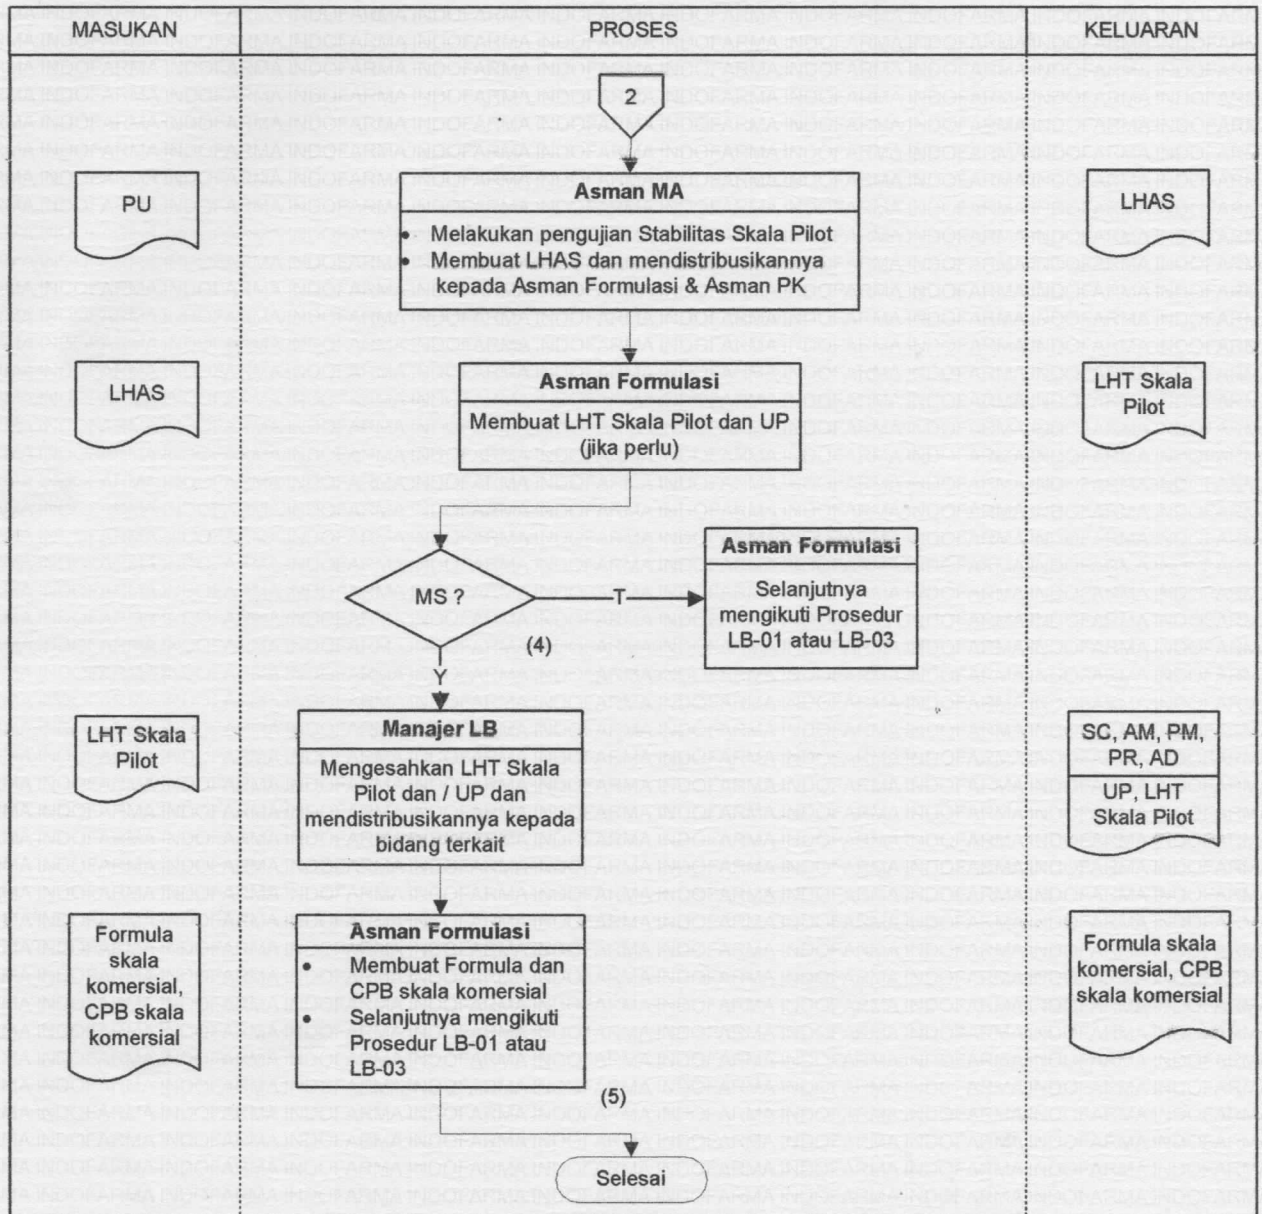 MASUKAN
PROSES
KELUARAN
2
PU
Asman MA
• Melakukan pengujian Stabilitas Skala Pilot
• Membuat LHAS dan mendistribusikannya
kepada Asman Formulasi & Asman PK
LHAS
LHAS
Asman Formulasi
Membuat LHT Skala Pilot dan UP
(jika perlu)
LHT Skala
Pilot
MS ?
T
Asman Formulasi
Selanjutnya
mengikuti Prosedur
LB-01 atau LB-03
(4)
Y
LHT Skala
Pilot
Manajer LB
Mengesahkan LHT Skala
Pilot dan / UP dan
mendistribusikannya kepada
bidang terkait
SC, AM, PM,
PR, AD
UP, LHT
Skala Pilot
Formula
skala
komersial,
CPB skala
komersial
Asman Formulasi
• Membuat Formula dan
CPB skala komersial
• Selanjutnya mengikuti
Prosedur LB-01 atau
LB-03
Formula skala
komersial, CPB
skala komersial
(5)
Selesai